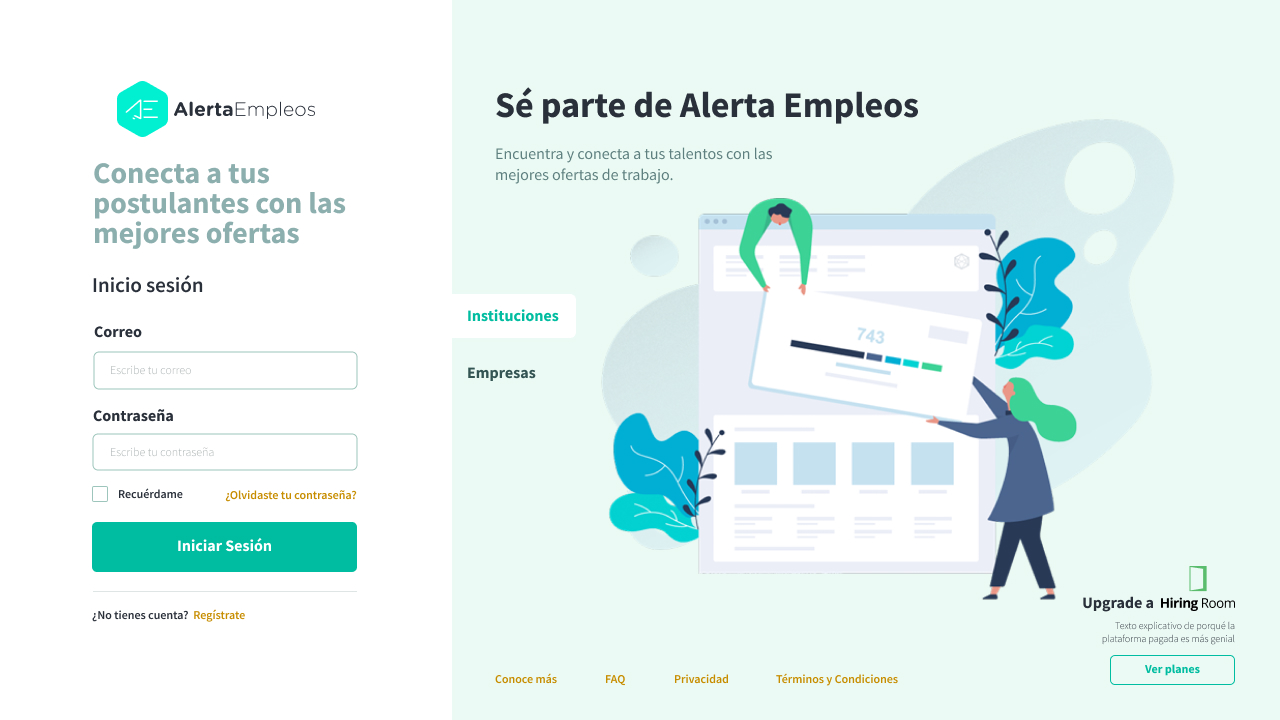 AlertaEmpleos
Conecta a tus
postulantes con las
mejores ofertas
Inicio sesión
Correo
Escribe tu correo
Contraseña
Escribe tu contraseña
Recuérdame
¿Olvidaste tu contraseña?
Iniciar Sesión
¿No tienes cuenta? Regístrate
Sé parte de Alerta Empleos
Encuentra y conecta a tus talentos con las
mejores ofertas de trabajo.
Instituciones
Empresas
743
Upgrade a Hiring Room
Texto explicativo de porqué la
plataforma pagada es más genial
Ver planes
Conoce más
FAQ
Privacidad
Términos y Condiciones